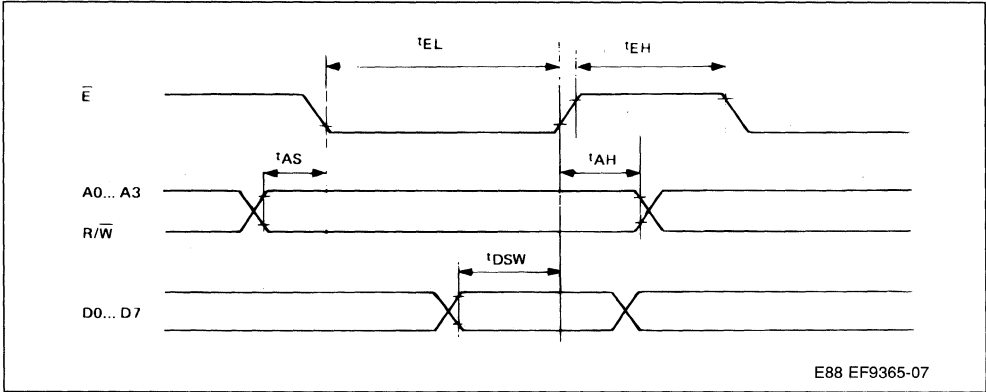 tEL
tEH
E̅
tAS
tAH
A0... A3
R/W̅
tDSW
D0... D7
E88 EF9365-07